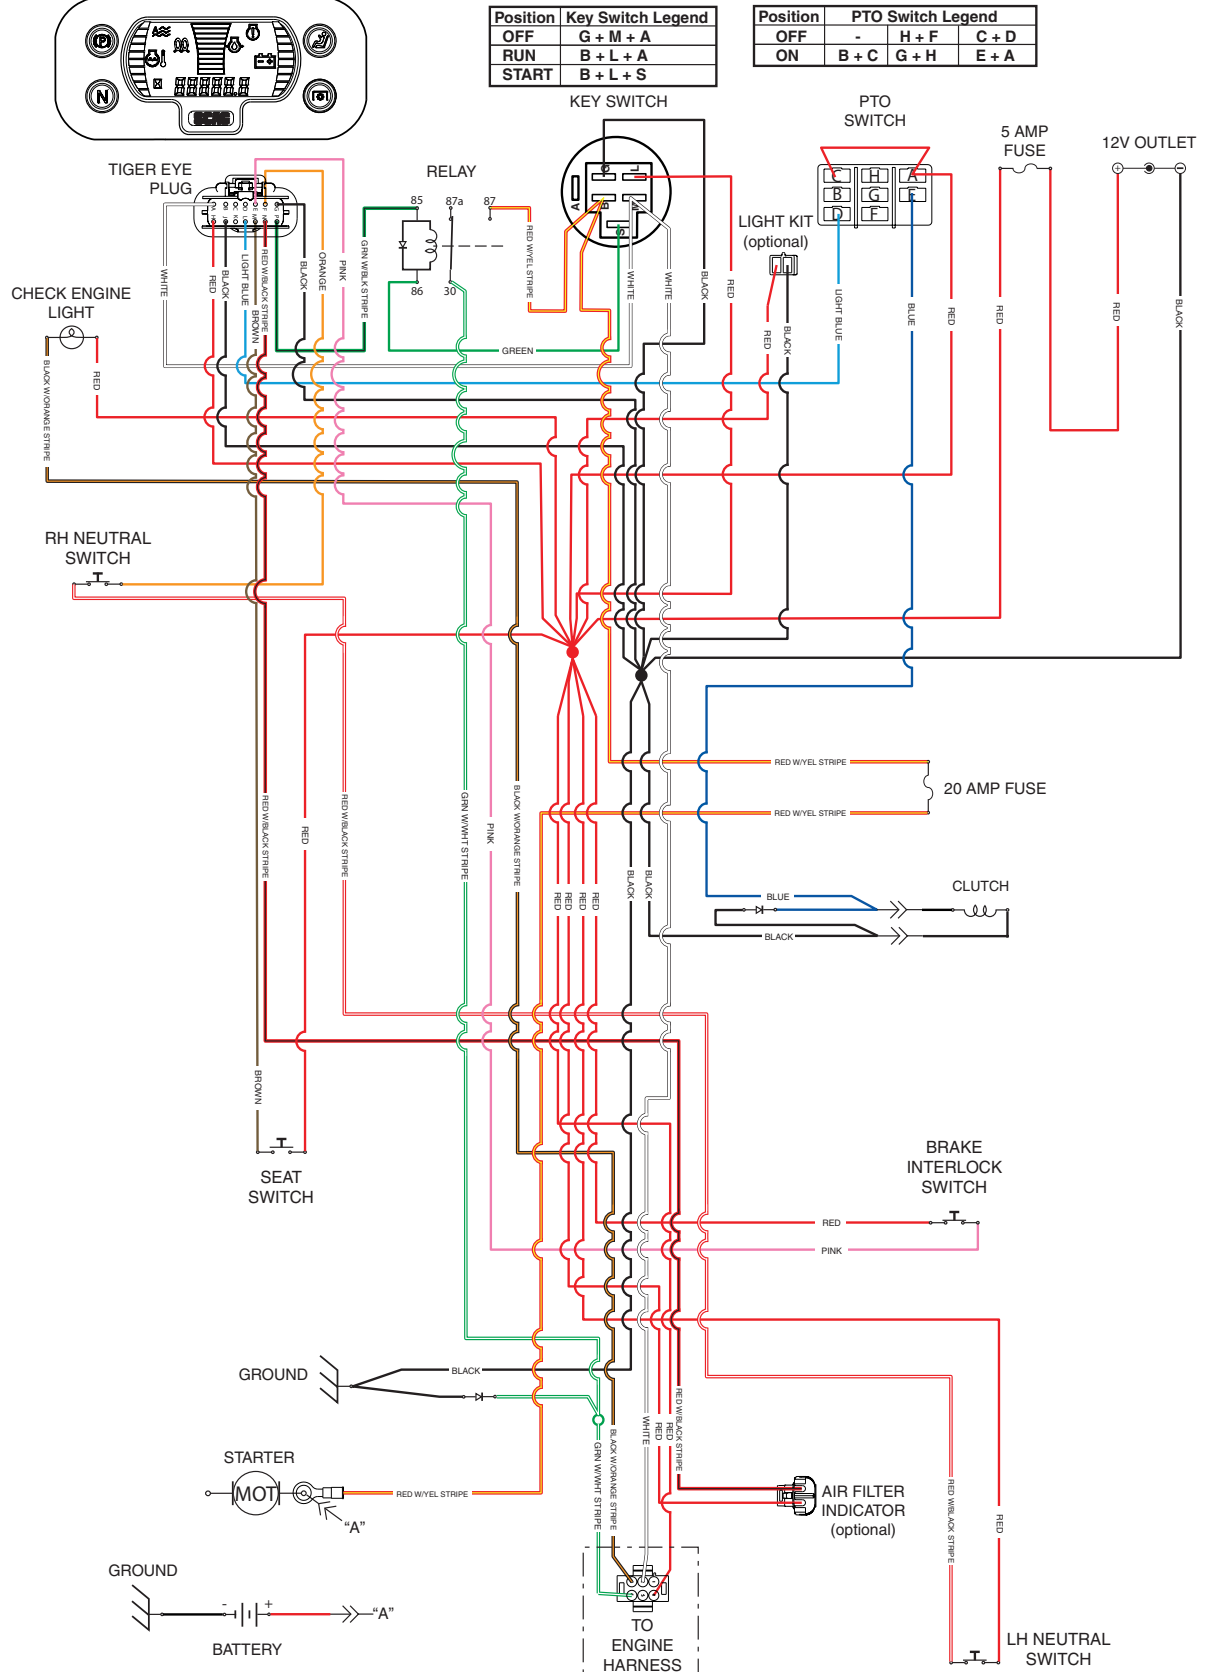 Position Key Switch Legend
OFF G + M + A
RUN B + L + A
START B + L + S
Position PTO Switch Legend
OFF - H + F C + D
ON B + C G + H E + A
P
N
KEY SWITCH
PTO
SWITCH
5 AMP
FUSE
12V OUTLET
TIGER EYE
PLUG
RELAY
85 87a 87
86 30
G
L
A
B
M
S
C H A
B G E
D F
LIGHT KIT
(optional)
+
-
CHECK ENGINE
LIGHT
WHITE
RED
BLACK
LIGHT BLUE
BROWN
RED W/BLACK STRIPE
BLACK
ORANGE
PINK
GRN W/BLK STRIPE
RED W/YEL STRIPE
GREEN
WHITE
WHITE
BLACK
RED
RED
BLACK
LIGHT BLUE
BLUE
RED
RED
RED
BLACK
BLACK W/ORANGE STRIPE
RED
RH NEUTRAL
SWITCH
RED W/YEL STRIPE
20 AMP FUSE
RED W/YEL STRIPE
RED W/BLACK STRIPE
RED
RED W/BLACK STRIPE
GRN W/WHT STRIPE
PINK
BLACK W/ORANGE STRIPE
RED
RED
RED
RED
BLACK
BLACK
BLUE
CLUTCH
BLACK
BROWN
SEAT
SWITCH
BRAKE
INTERLOCK
SWITCH
RED
PINK
GROUND
BLACK
STARTER
MOT
RED W/YEL STRIPE
"A"
GRN W/WHT STRIPE
BLACK W/ORANGE STRIPE
WHITE
RED
RED
RED W/BLACK STRIPE
AIR FILTER
INDICATOR
(optional)
RED W/BLACK STRIPE
RED
GROUND
- +
"A"
BATTERY
TO
ENGINE
HARNESS
LH NEUTRAL
SWITCH